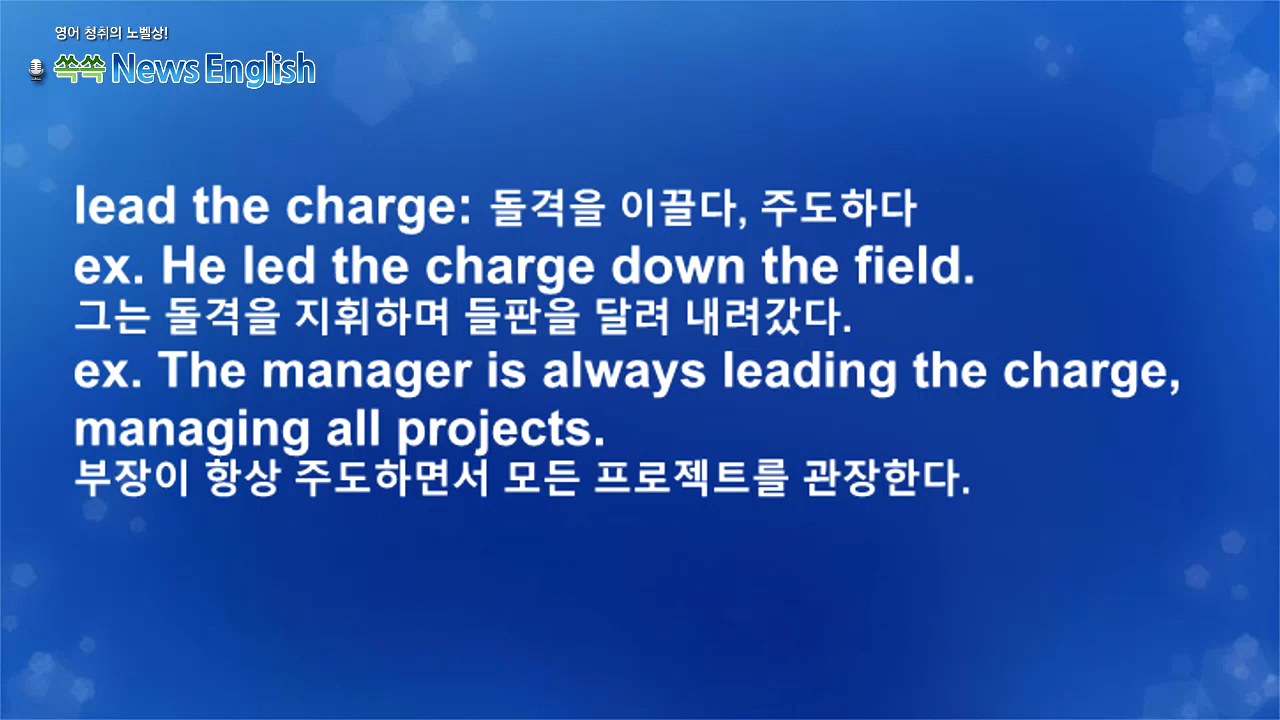 영어 청취의 노벨상!
쏙쏙 News English
lead the charge: 돌격을 이끌다, 주도하다
ex. He led the charge down the field.
그는 돌격을 지휘하며 들판을 달려 내려갔다.
ex. The manager is always leading the charge,
managing all projects.
부장이 항상 주도하면서 모든 프로젝트를 관장한다.